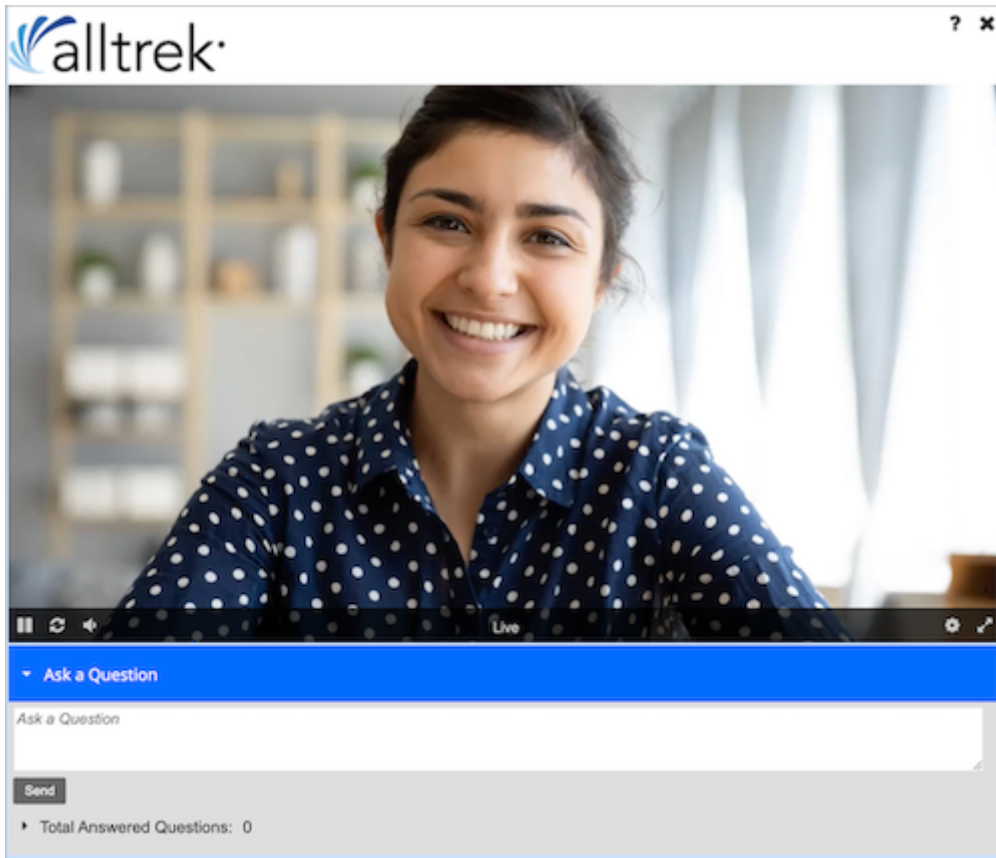 alltrek
? ✖
Live
Ask a Question
Ask a Question
Send
Total Answered Questions: 0